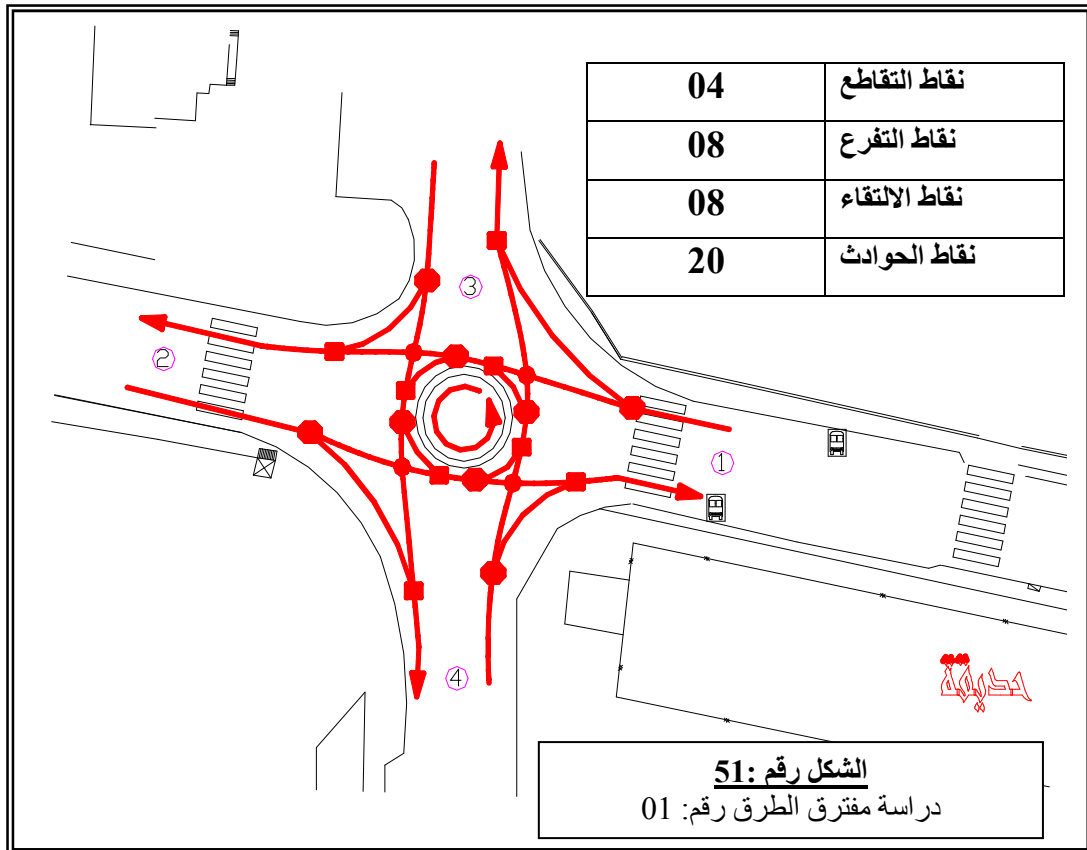 نقاط التقاطع 04
نقاط التفرع 08
نقاط الالتقاء 08
نقاط الحوادث 20
3
2
1
4
حديقة
الشكل رقم :51
دراسة مفترق الطرق رقم: 01